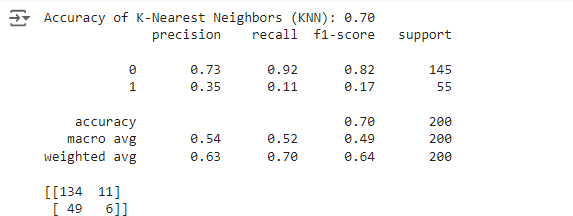 Accuracy of K-Nearest Neighbors (KNN): 0.70
precision recall f1-score support
0 0.73 0.92 0.82 145
1 0.35 0.11 0.17 55
accuracy 0.70 200
macro avg 0.54 0.52 0.49 200
weighted avg 0.63 0.70 0.64 200
[[134 11]
[ 49 6]]